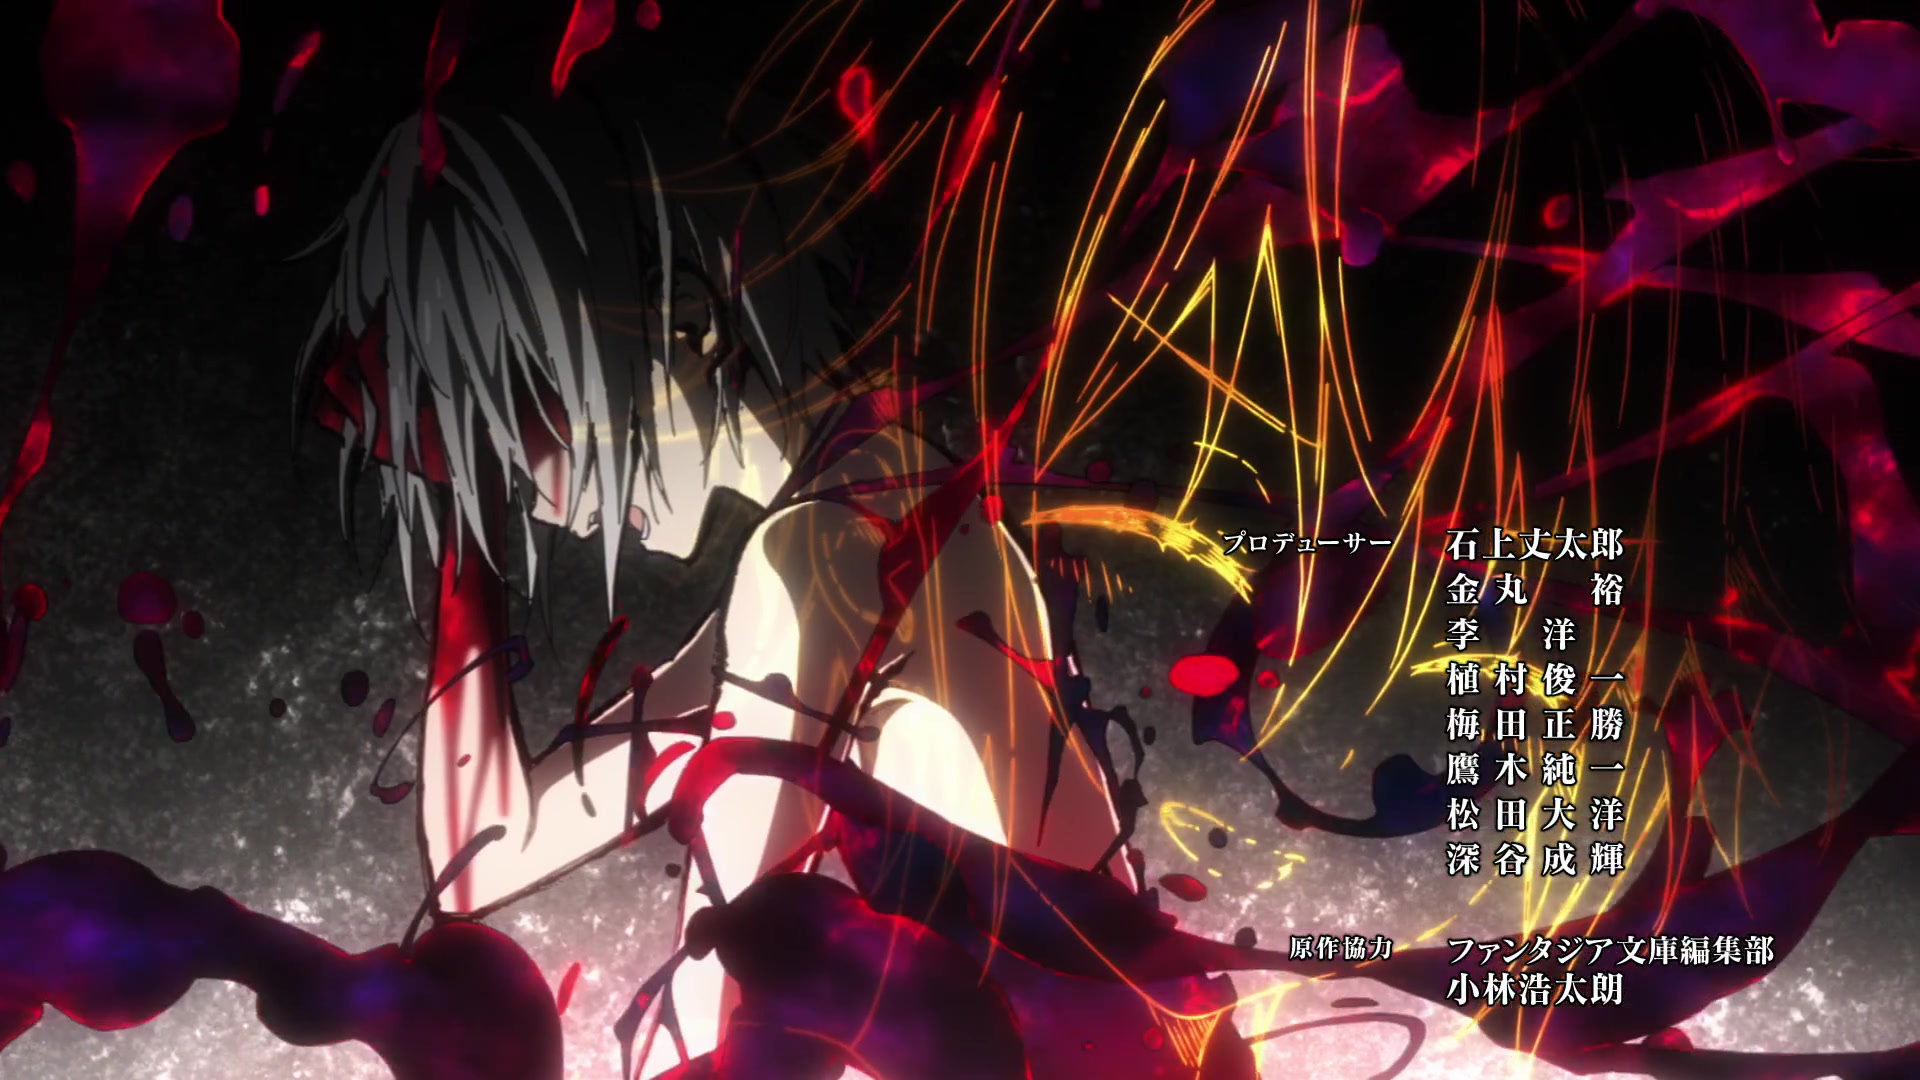 プロデューサー 石上丈太郎
金丸 裕
李 洋
植村俊一
梅田正勝
鷹木純一
松田大洋
深谷成輝
原作協力 ファンタジア文庫編集部
小林浩太朗